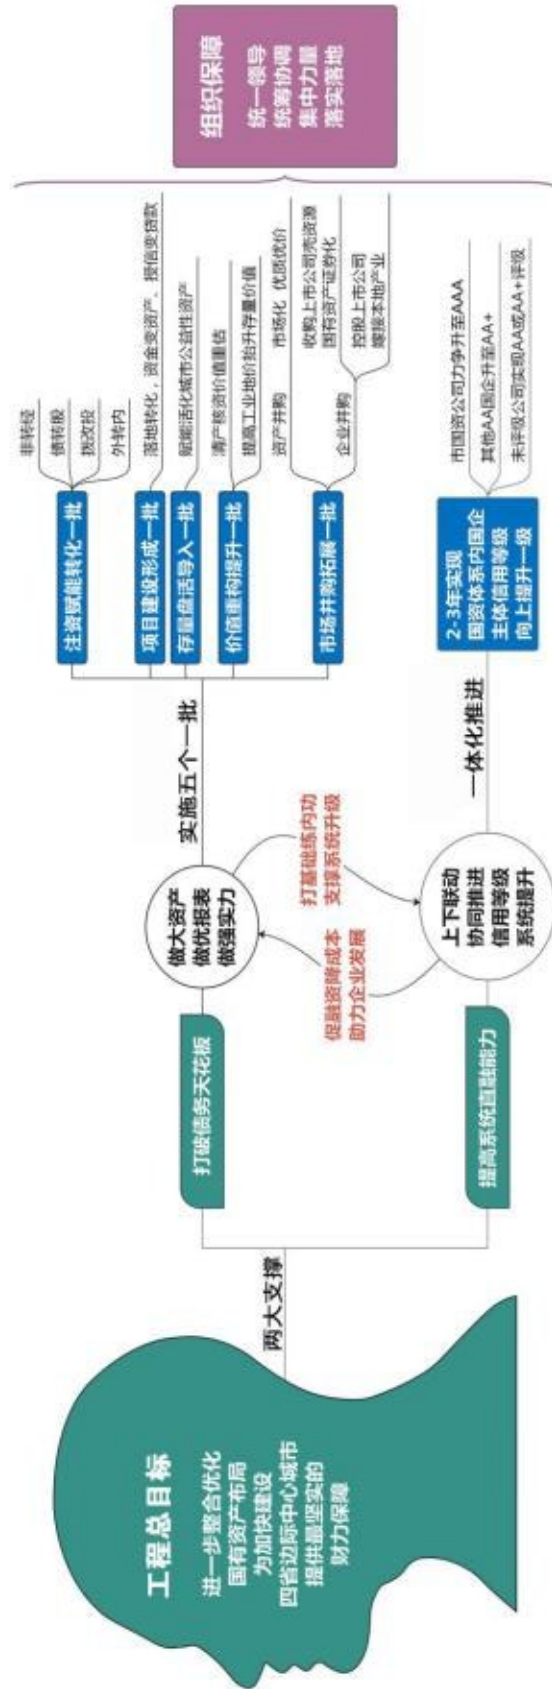 工程总目标
进一步整合优化
国有资产布局
为加快建设
四省边际中心城市
提供最坚实的
财力保障
两大支撑
打破债务天花板
做大资产
做优报表
做强实力
实施五个一批
注资赋能转化一批
非转经
债转股
拨改投
外转内
项目建设形成一批
落地转化,资金变资产、授信变贷款
存量盘活导入一批
赋能活化城市公益性资产
价值重构提升一批
清产核资价值重估
提高工业地价抬升存量价值
市场并购拓展一批
资产并购
市场化 优质优价
企业并购
收购上市公司壳资源
国有资产证券化
控股上市公司
嫁接本地产业
促融资降成本
助力企业发展
打基础练内功
支撑系统升级
提高系统直融能力
上下联动
协同推进
信用等级
系统提升
一体化推进
2-3年实现
国资体系内国企
主体信用等级
向上提升一级
市国资公司力争升至AAA
其他AA国企升至AA+
未评级公司实现AA或AA+评级
组织保障
统一领导
统筹协调
集中力量
落实落地